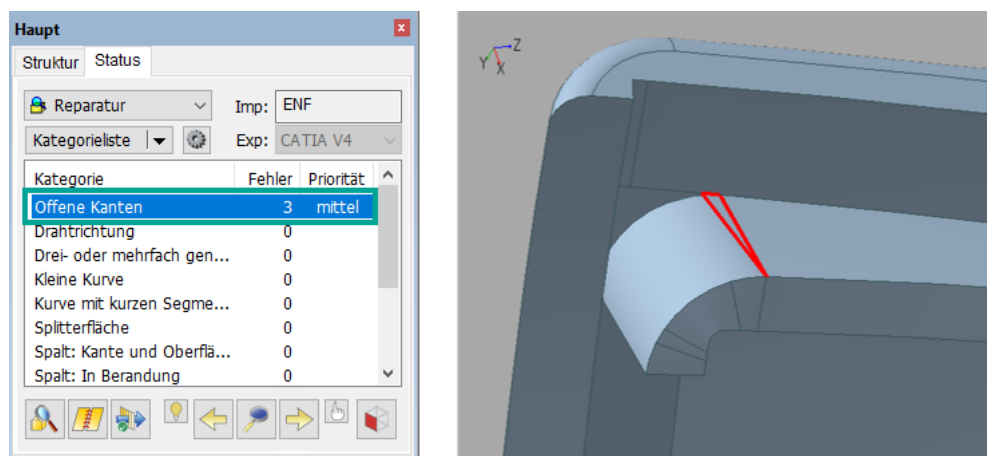 Haupt
Struktur Status
Reparatur Imp: ENF
Kategorieliste Exp: CATIA V4
Kategorie Fehler Priorität
Offene Kanten 3 mittel
Drahtrichtung 0
Drei- oder mehrfach gen... 0
Kleine Kurve 0
Kurve mit kurzen Segme... 0
Splitterfläche 0
Spalt: Kante und Oberflä... 0
Spalt: In Berandung 0
Z
Y X